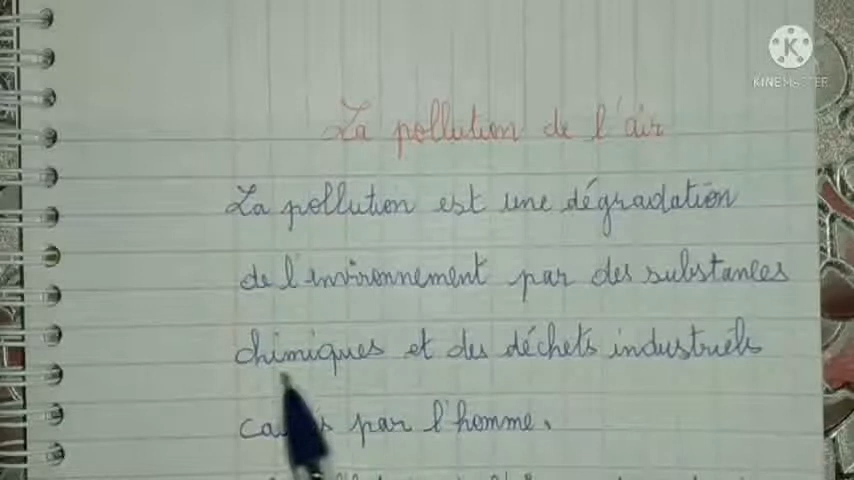 La pollution de l'air
La pollution est une dégradation
de l'environnement par des substances
chimiques et des déchets industriels
par l'homme.
KINEMASTER